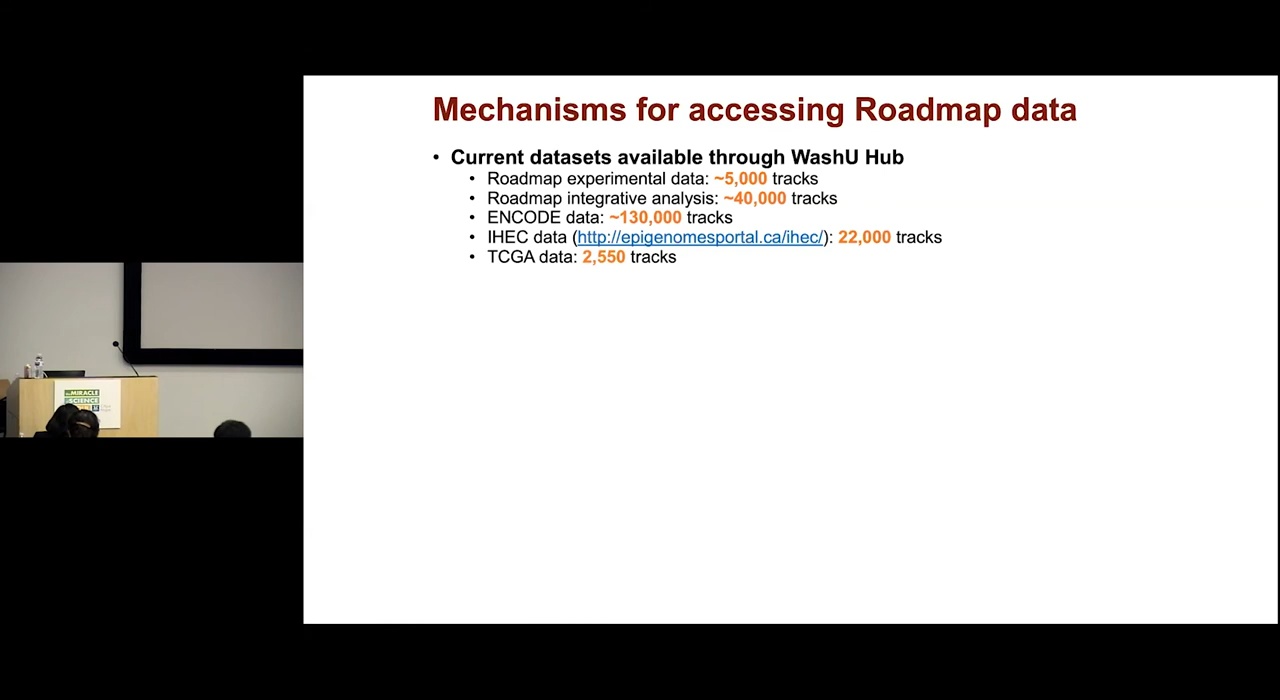 Mechanisms for accessing Roadmap data
• Current datasets available through WashU Hub
• Roadmap experimental data: ~5,000 tracks
• Roadmap integrative analysis: ~40,000 tracks
• ENCODE data: ~130,000 tracks
• IHEC data (http://epigenomesportal.ca/ihec/): 22,000 tracks
• TCGA data: 2,550 tracks
MIRACLE
SCIENCE